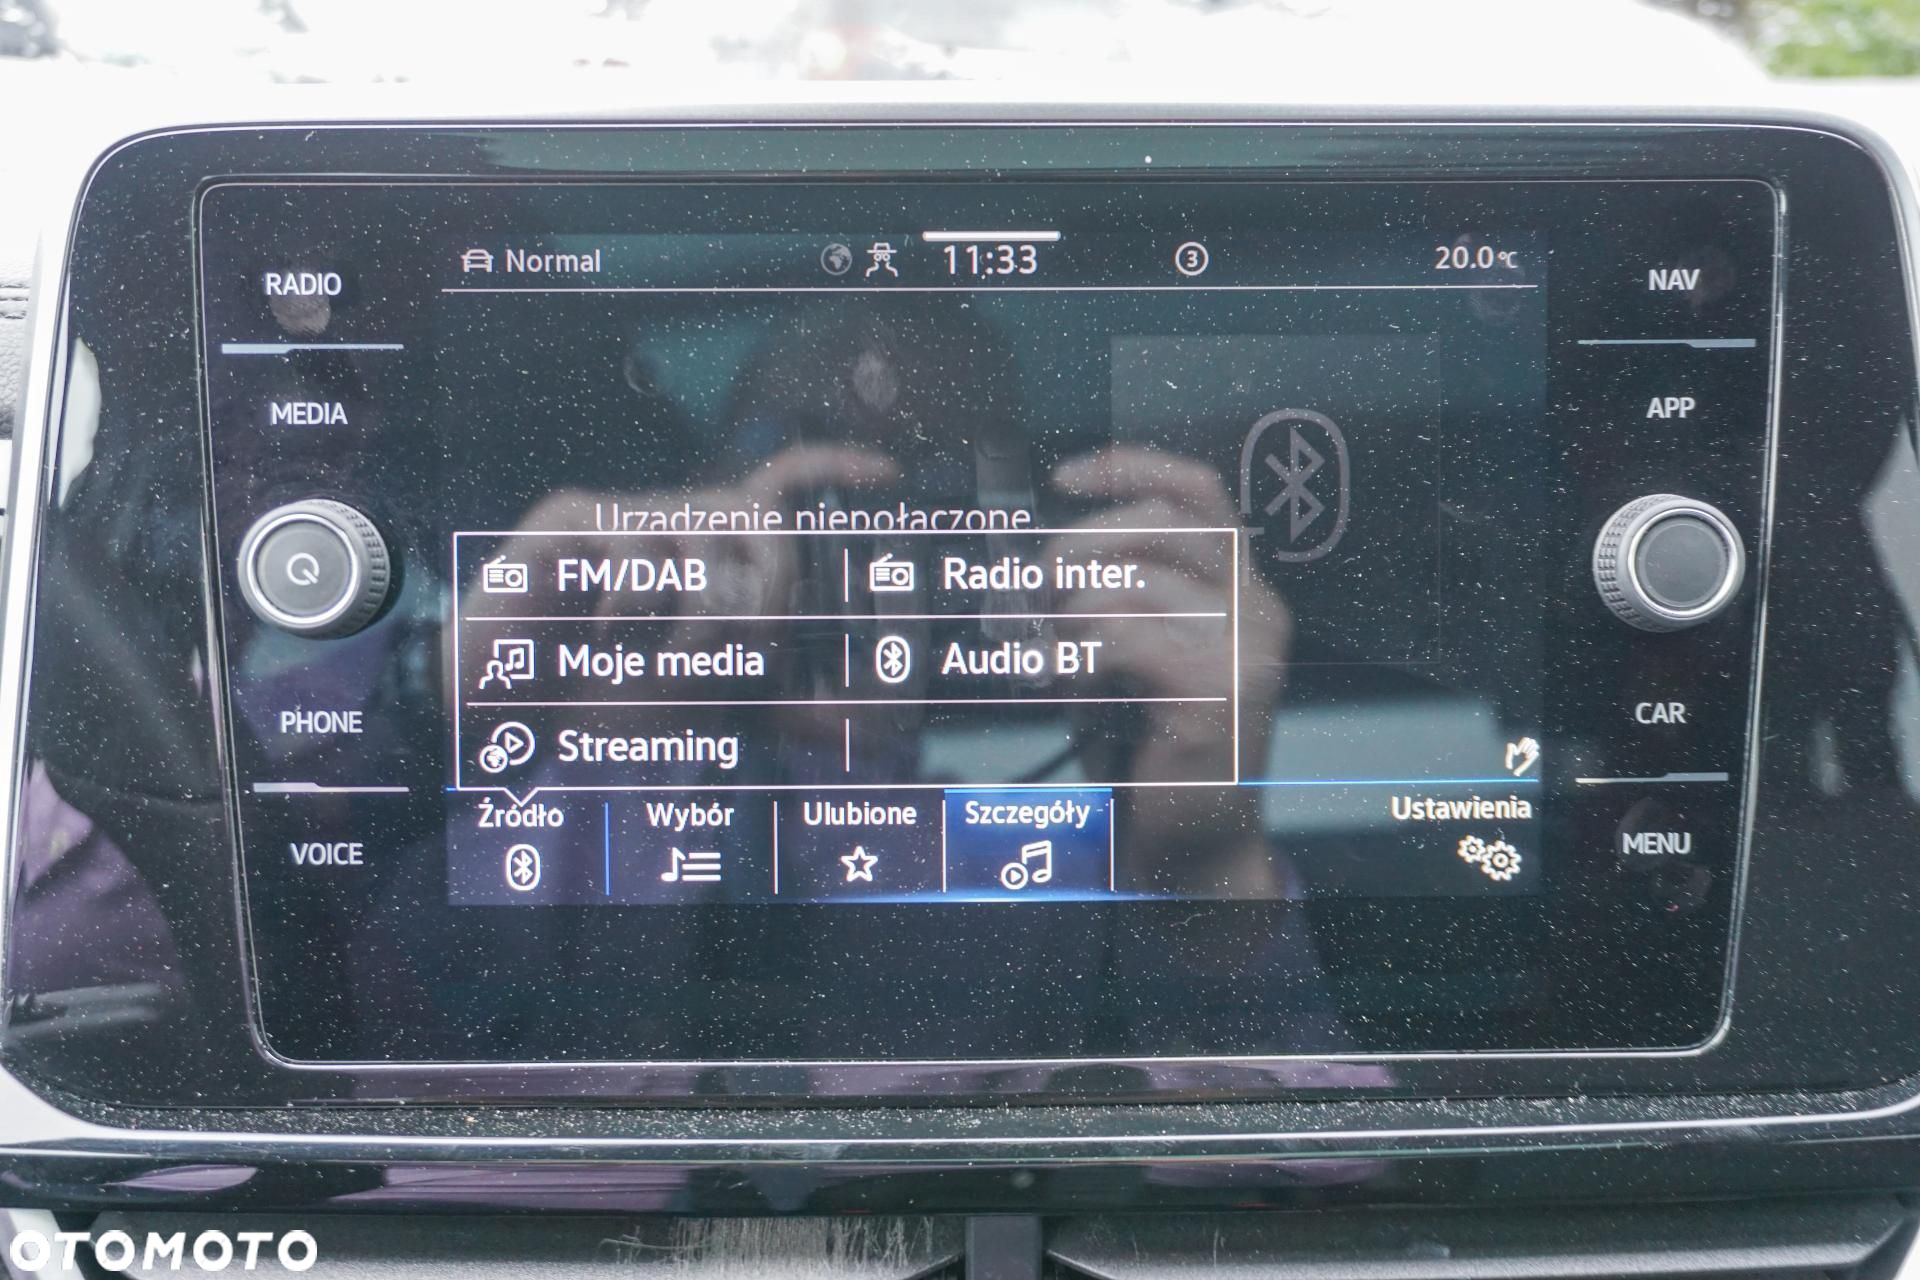 Normal 11:33 3 20.0°C
RADIO
MEDIA
PHONE
VOICE
NAV
APP
CAR
MENU
Urządzenie niepołączone.
FM/DAB Radio inter.
Moje media Audio BT
Streaming
Źródło Wybór Ulubione Szczegóły Ustawienia
OTOMOTO